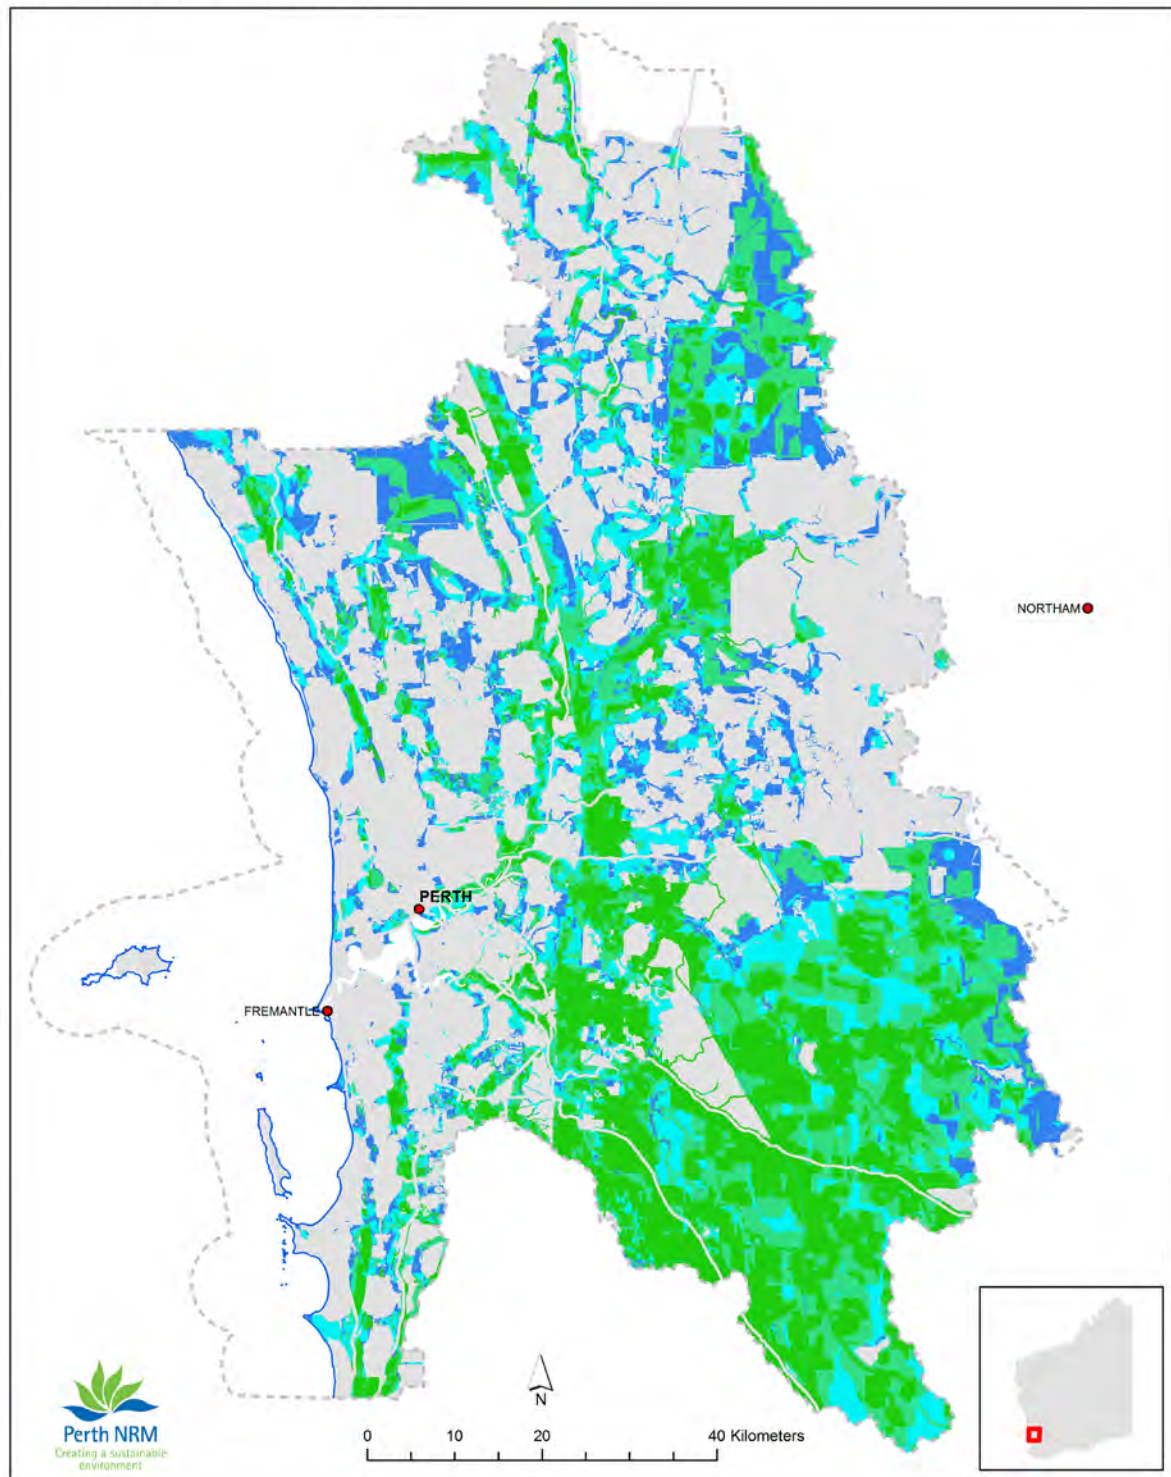 NORTHAM
PERTH
FREMANTLE
N
0 10 20 40 Kilometers
Perth NRM
Creating a sustainable
environment